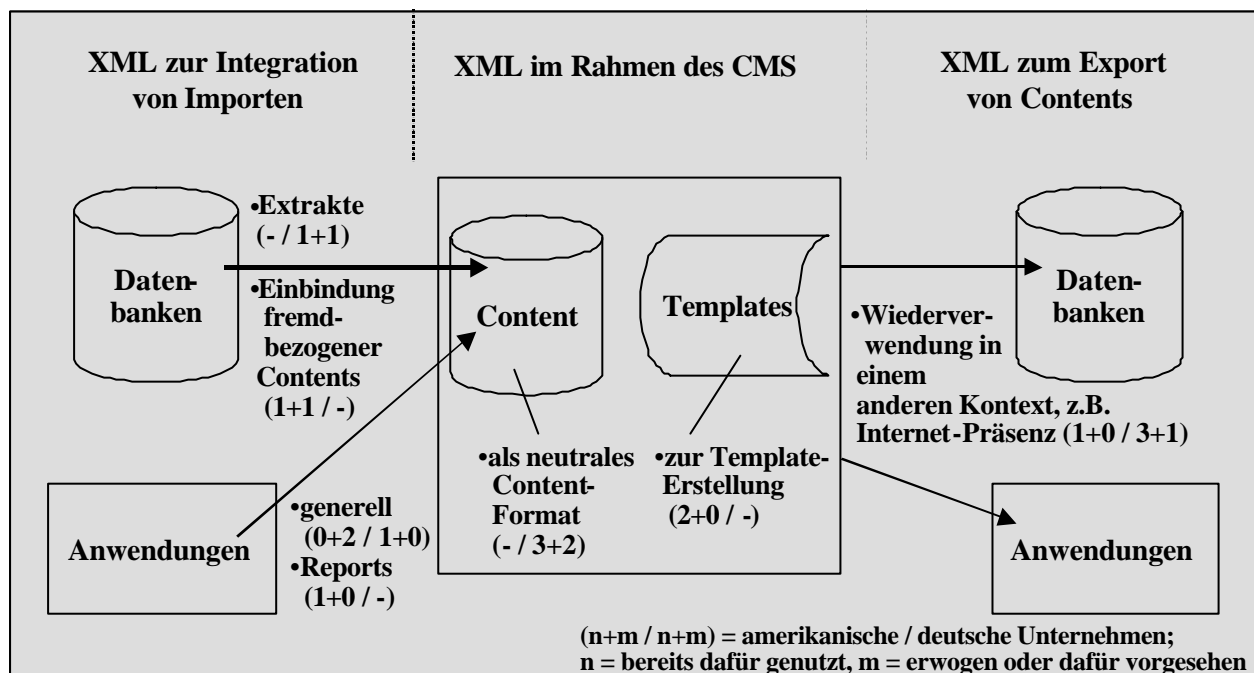 XML zur Integration
von Importen
XML im Rahmen des CMS
XML zum Export
von Contents
Daten-
banken
•Extrakte
(- / 1+1)
•Einbindung
fremd-
bezogener
Contents
(1+1 / -)
Anwendungen
•generell
(0+2 / 1+0)
•Reports
(1+0 / -)
Content
Templates
•als neutrales
Content-
Format
(- / 3+2)
•zur Template-
Erstellung
(2+0 / -)
•Wiederver-
wendung in
einem
anderen Kontext, z.B.
Internet-Präsenz (1+0 / 3+1)
Daten-
banken
Anwendungen
(n+m / n+m) = amerikanische / deutsche Unternehmen;
n = bereits dafür genutzt, m = erwogen oder dafür vorgesehen